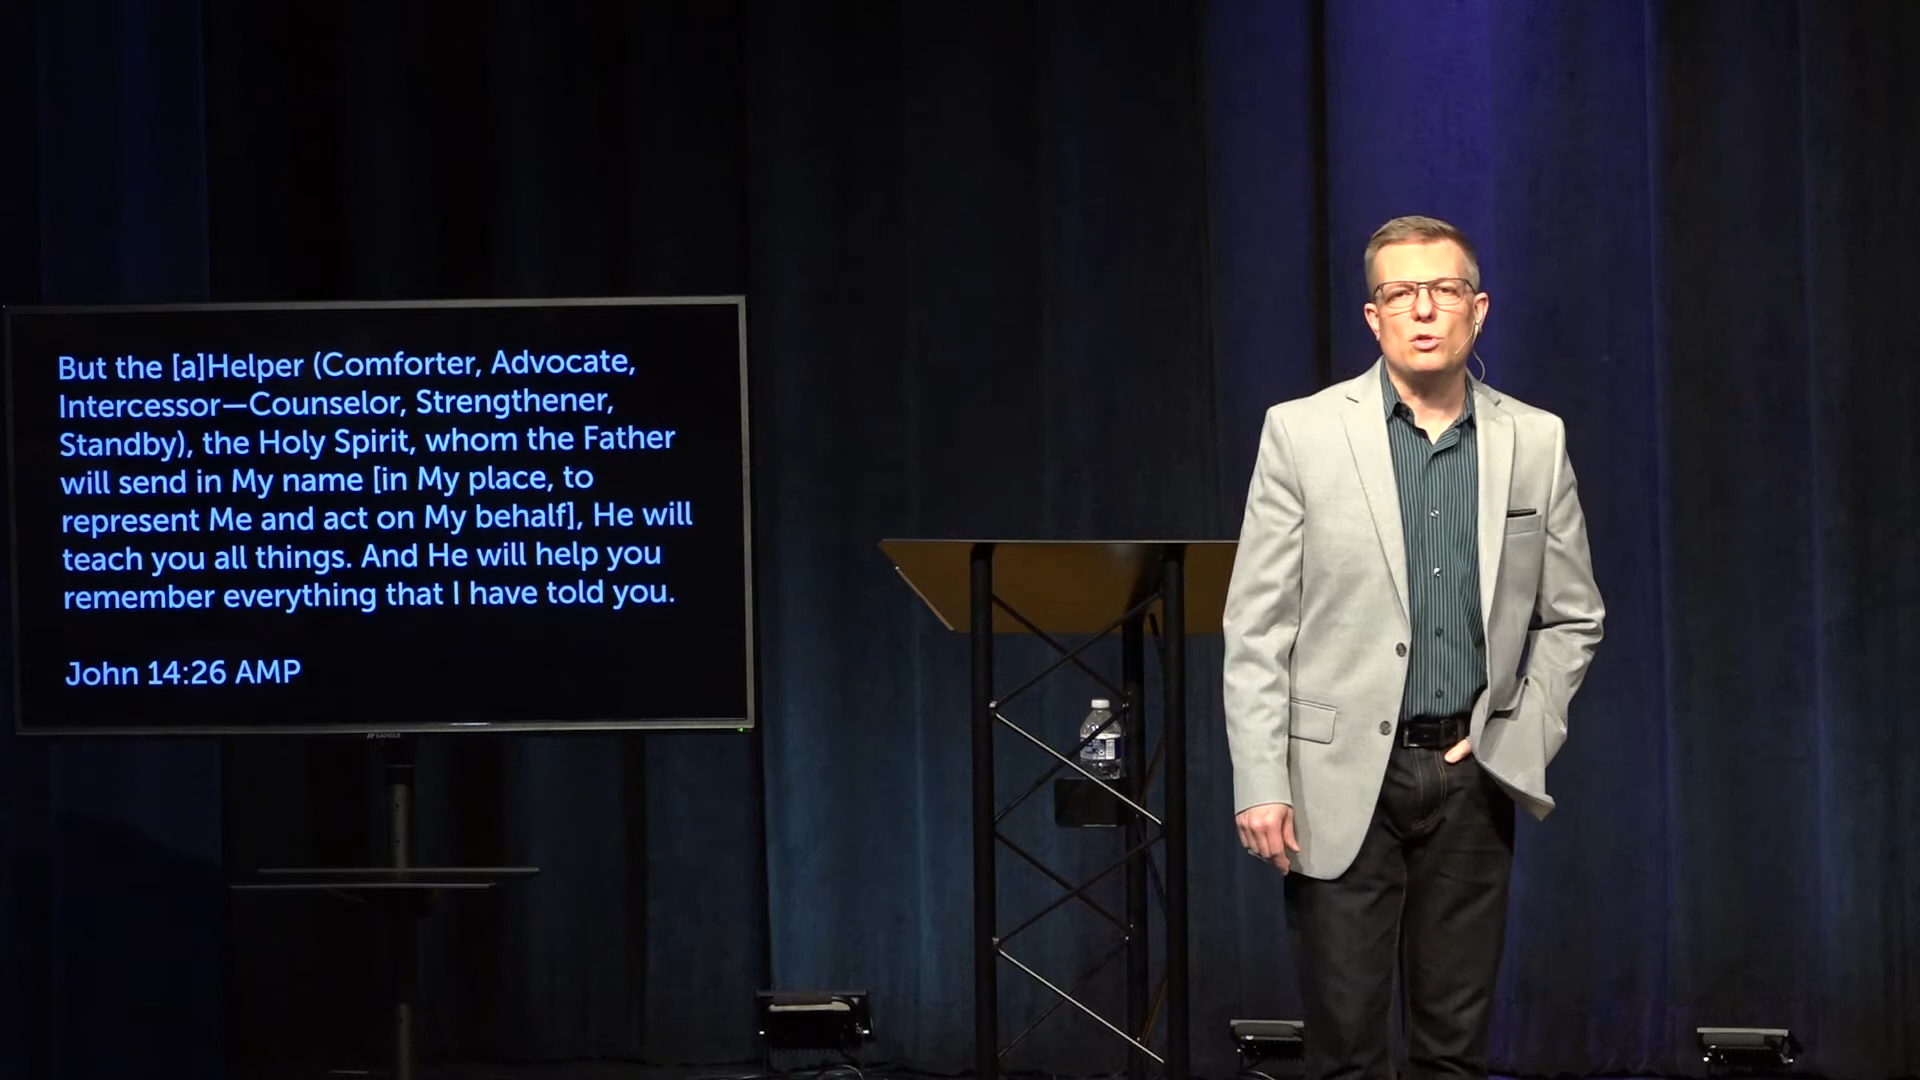 But the [a]Helper (Comforter, Advocate,
Intercessor—Counselor, Strengthener,
Standby), the Holy Spirit, whom the Father
will send in My name [in My place, to
represent Me and act on My behalf], He will
teach you all things. And He will help you
remember everything that I have told you.
John 14:26 AMP